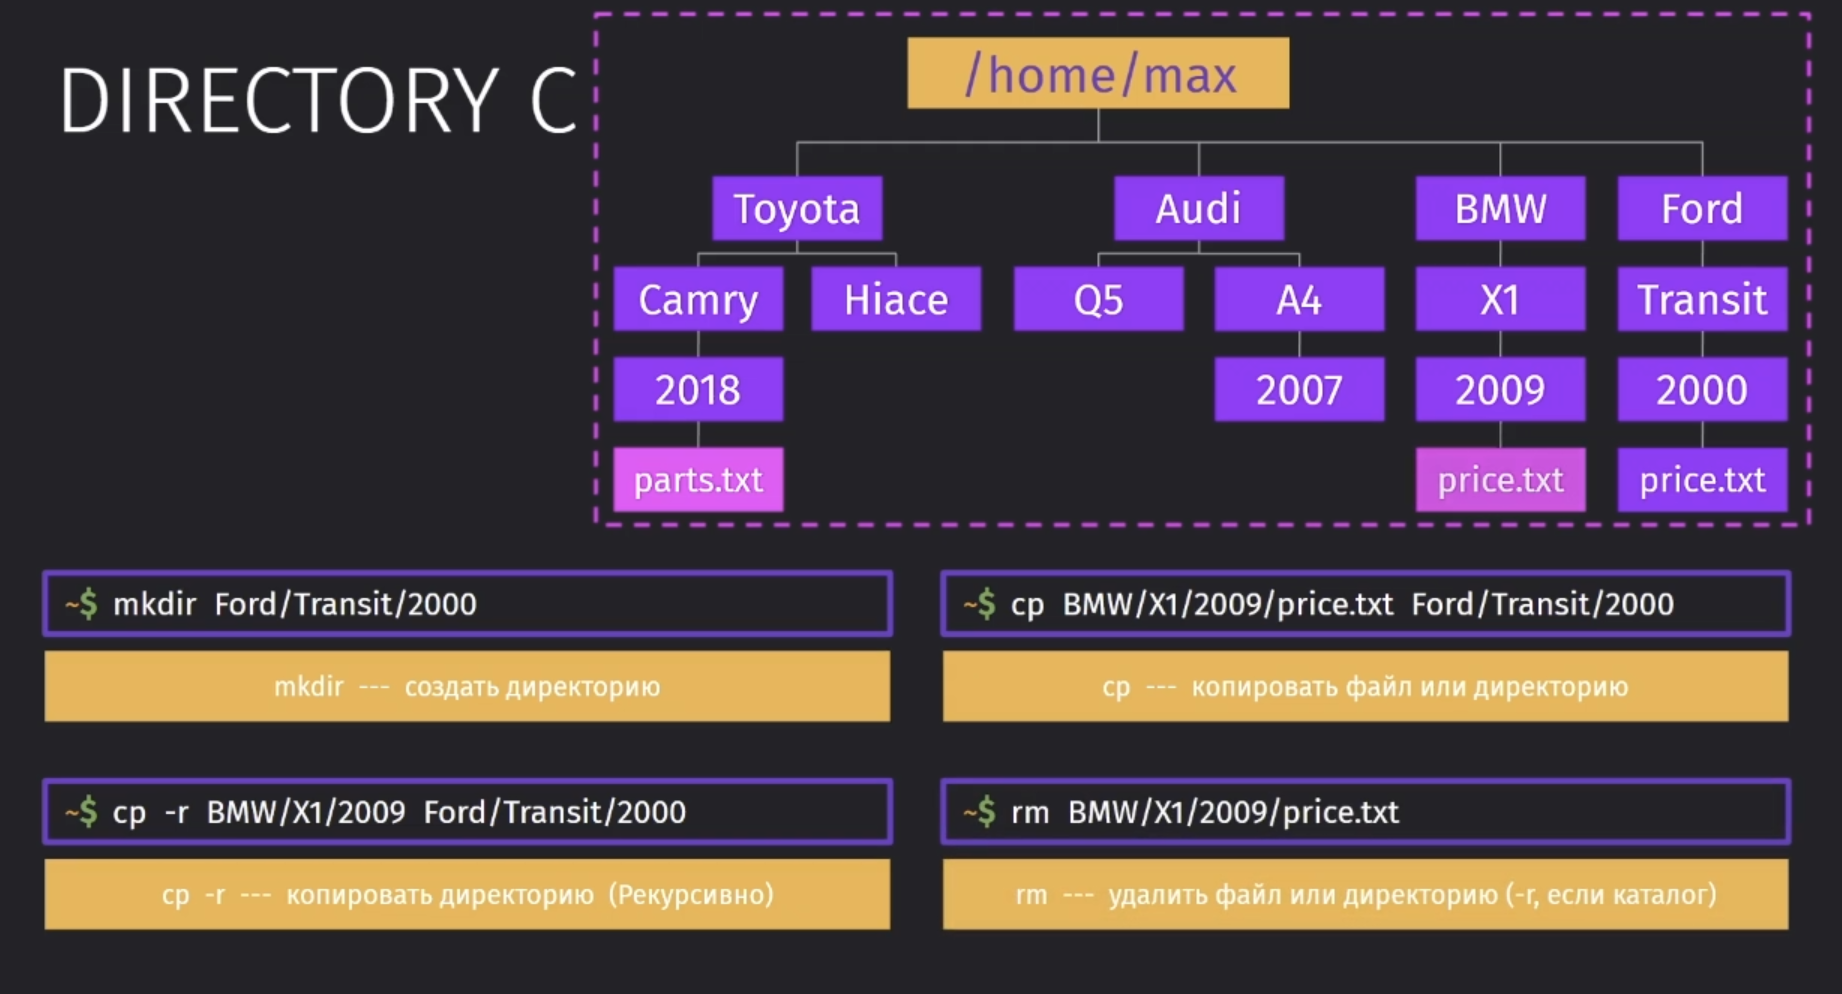 DIRECTORY C
/home/max
Toyota Audi BMW Ford
Camry Hiace Q5 A4 X1 Transit
2018 2007 2009 2000
parts.txt price.txt price.txt
~$ mkdir Ford/Transit/2000
mkdir --- создать директорию
~$ cp BMW/X1/2009/price.txt Ford/Transit/2000
cp --- копировать файл или директорию
~$ cp -r BMW/X1/2009 Ford/Transit/2000
cp -r --- копировать директорию (Рекурсивно)
~$ rm BMW/X1/2009/price.txt
rm --- удалить файл или директорию (-r, если каталог)